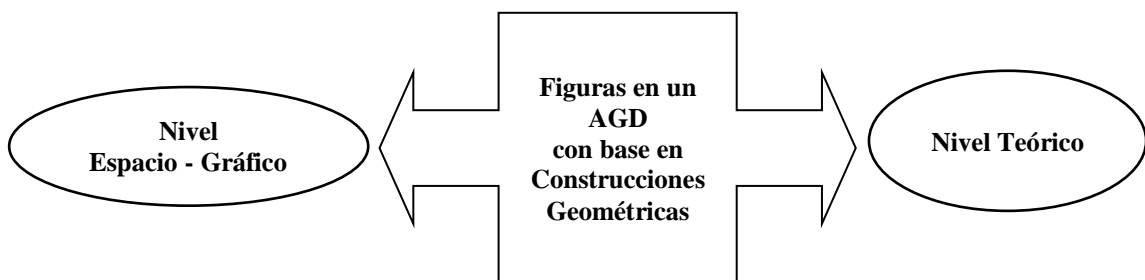 Nivel
Espacio - Gráfico
Figuras en un
AGD
con base en
Construcciones
Geométricas
Nivel Teórico